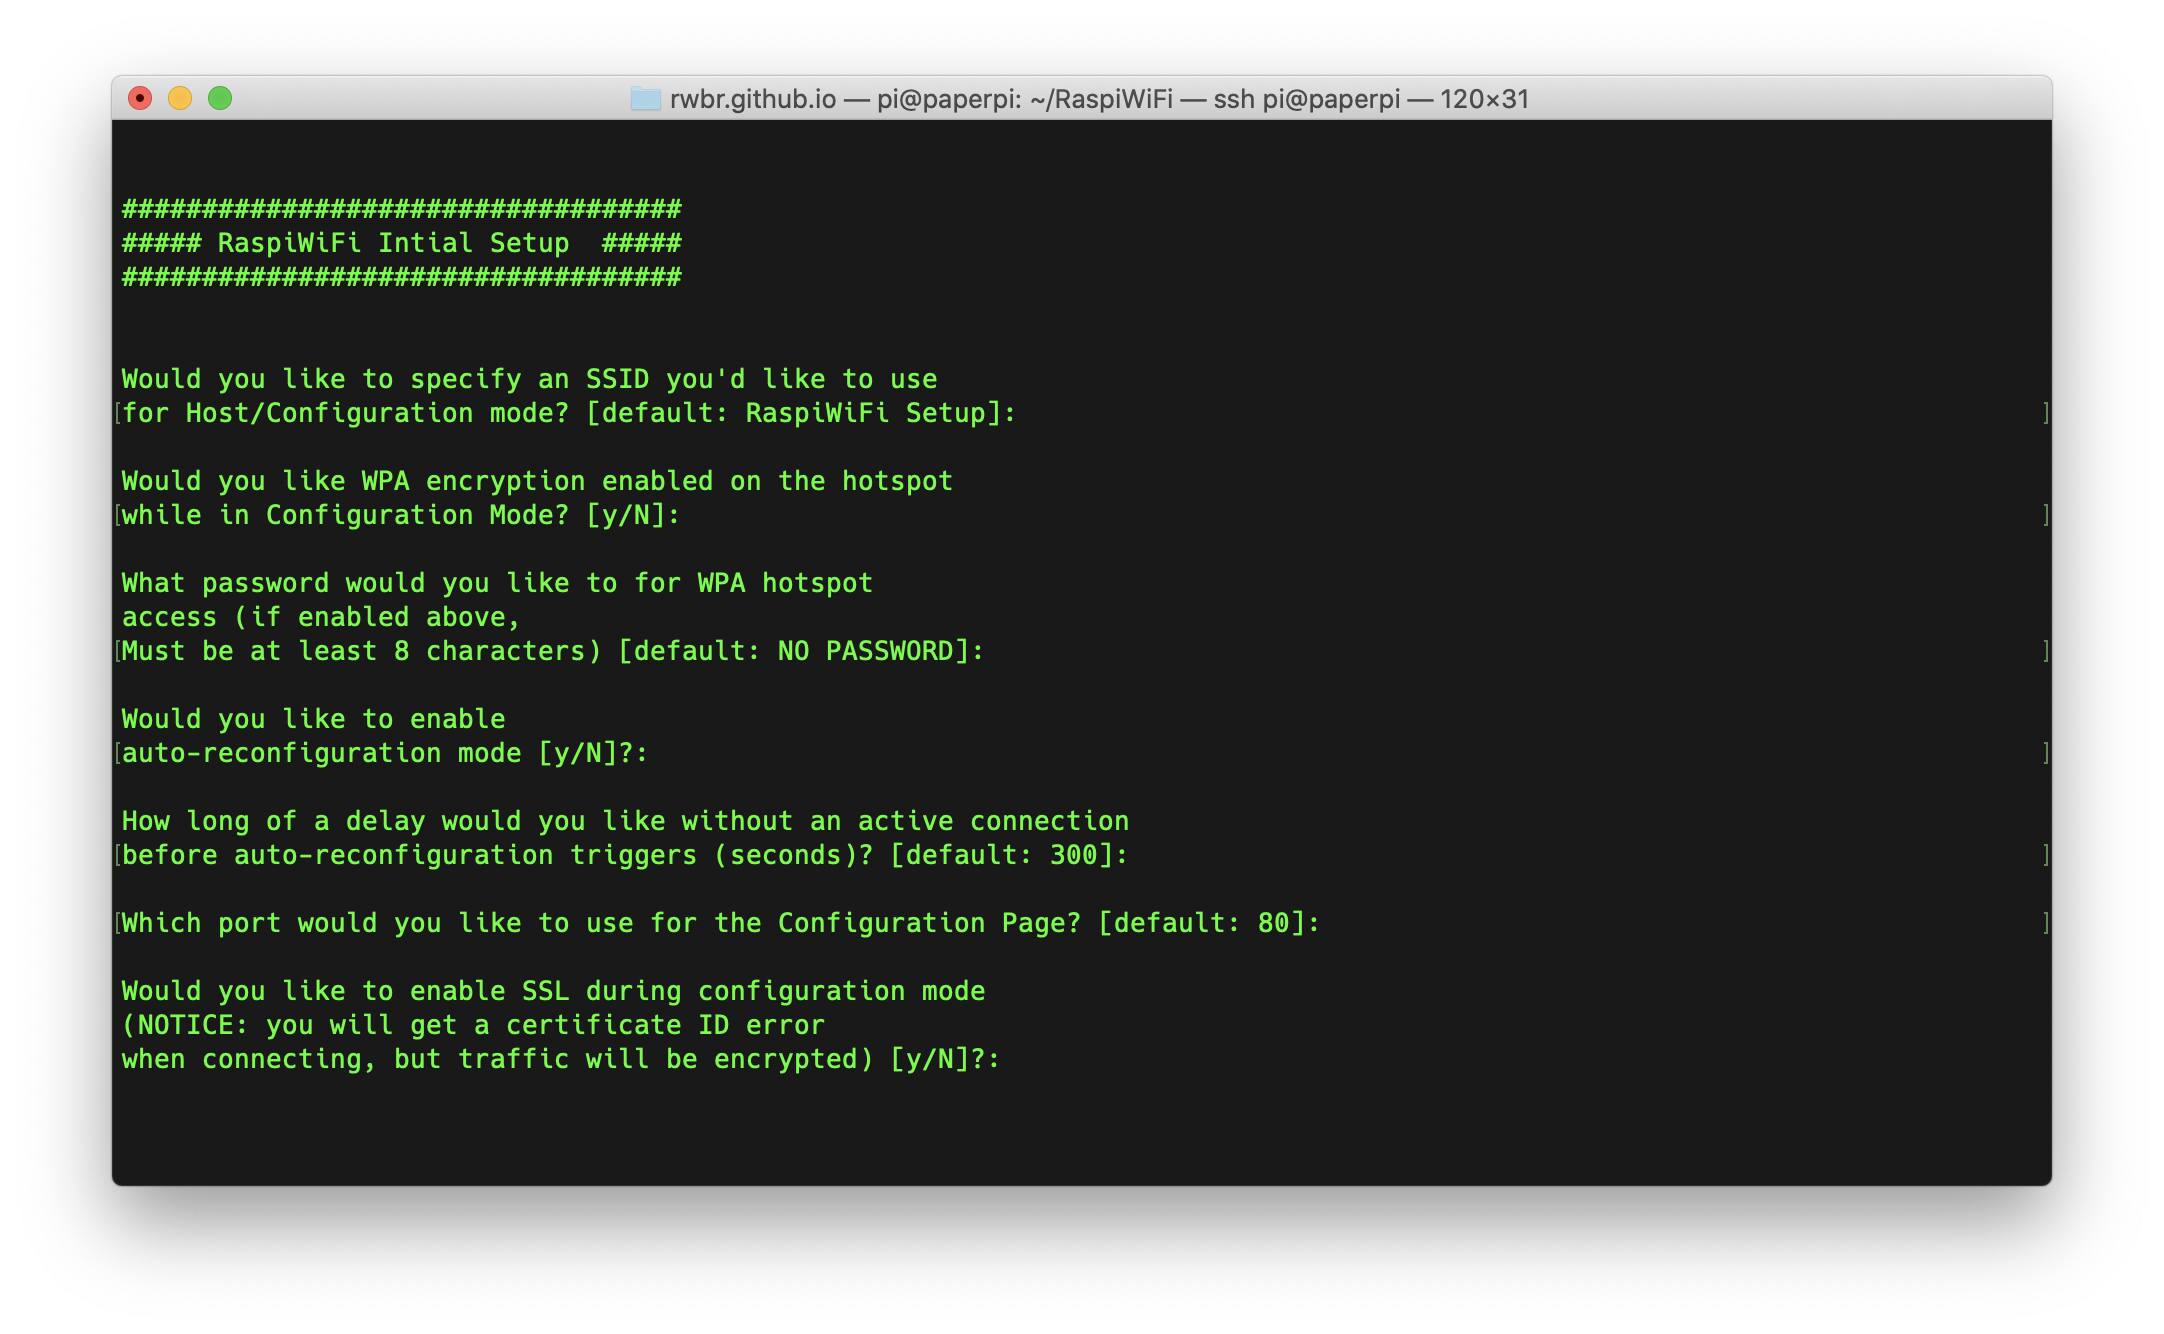 rwbr.github.io — pi@paperpi: ~/RaspiWiFi — ssh pi@paperpi — 120×31
###################################
##### RaspiWiFi Intial Setup  #####
###################################
Would you like to specify an SSID you'd like to use
[for Host/Configuration mode? [default: RaspiWiFi Setup]: ]
Would you like WPA encryption enabled on the hotspot
[while in Configuration Mode? [y/N]: ]
What password would you like to for WPA hotspot
access (if enabled above,
[Must be at least 8 characters) [default: NO PASSWORD]: ]
Would you like to enable
[auto-reconfiguration mode [y/N]?: ]
How long of a delay would you like without an active connection
[before auto-reconfiguration triggers (seconds)? [default: 300]: ]
[Which port would you like to use for the Configuration Page? [default: 80]: ]
Would you like to enable SSL during configuration mode
(NOTICE: you will get a certificate ID error
when connecting, but traffic will be encrypted) [y/N]?: